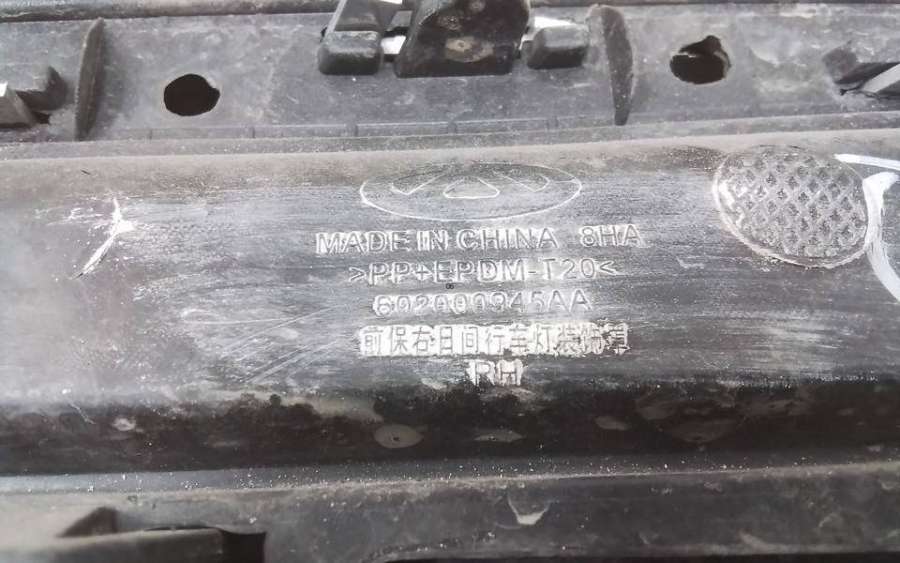 MADE IN CHINA 8HA
>PP+EPDM-T20<
602000945AA
前保右日间行车灯装饰罩
RH